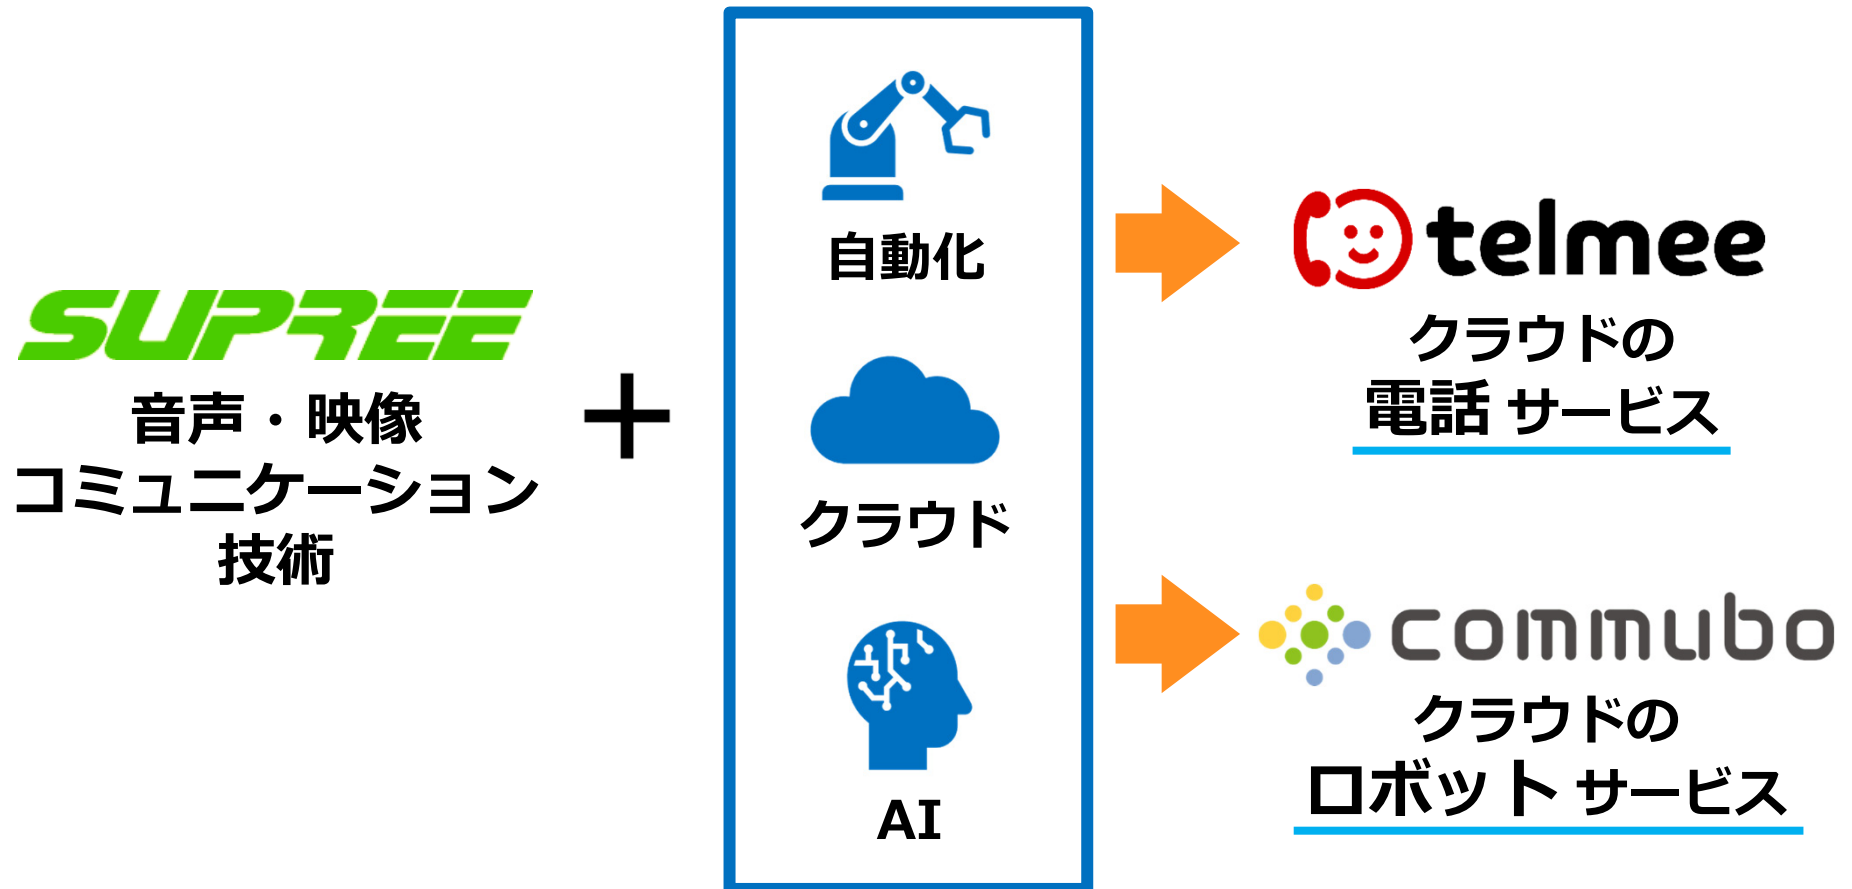 SUPREE
音声・映像
コミュニケーション
技術
＋
自動化
クラウド
AI
telmee
クラウドの
電話 サービス
commubo
クラウドの
ロボット サービス